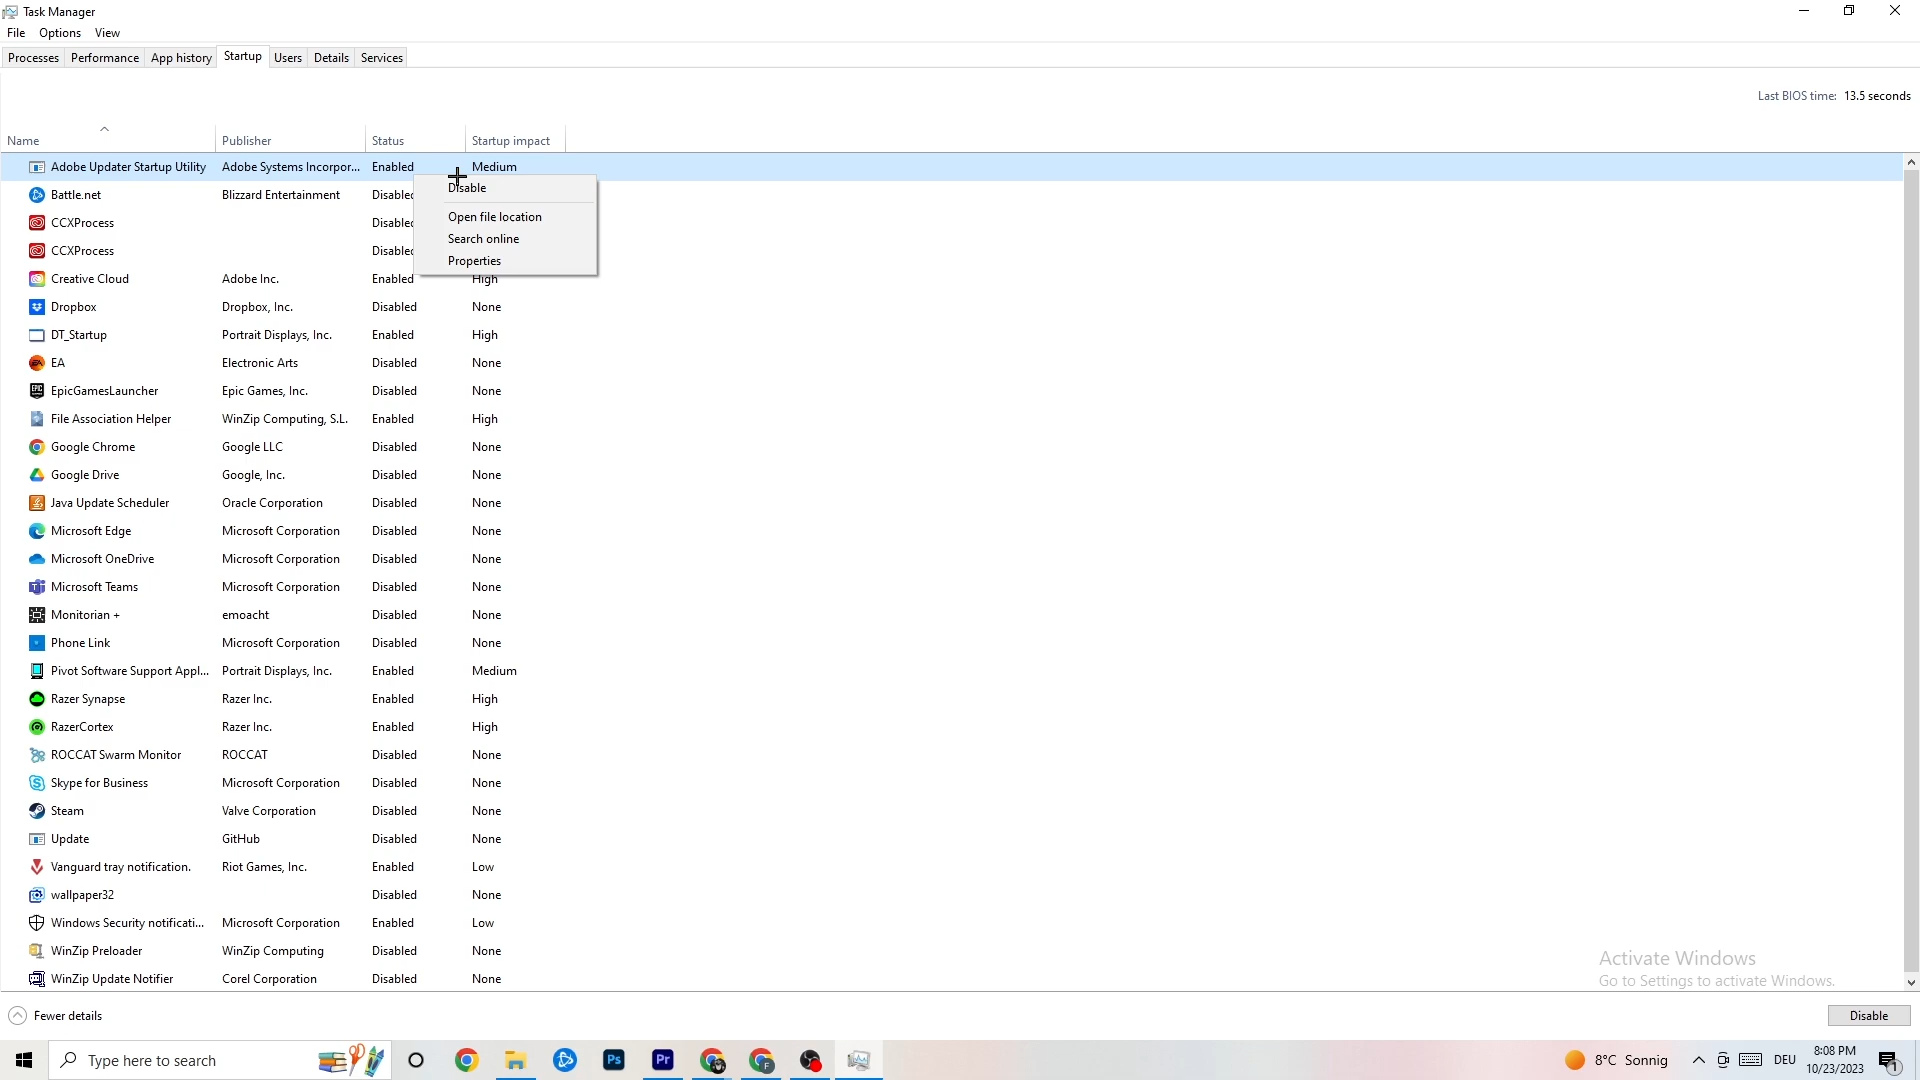 Task Manager
File Options View
Processes Performance App history Startup Users Details Services
Last BIOS time: 13.5 seconds
Name Publisher Status Startup impact
Adobe Updater Startup Utility Adobe Systems Incorpor... Enabled Medium
Disable
Battle.net Blizzard Entertainment Disabled
CCXProcess Disabled
Open file location
Search online
CCXProcess Disabled
Properties
Creative Cloud Adobe Inc. Enabled High
Dropbox Dropbox, Inc. Disabled None
DT_Startup Portrait Displays, Inc. Enabled High
EA Electronic Arts Disabled None
EpicGamesLauncher Epic Games, Inc. Disabled None
File Association Helper WinZip Computing, S.L. Enabled High
Google Chrome Google LLC Disabled None
Google Drive Google, Inc. Disabled None
Java Update Scheduler Oracle Corporation Disabled None
Microsoft Edge Microsoft Corporation Disabled None
Microsoft OneDrive Microsoft Corporation Disabled None
Microsoft Teams Microsoft Corporation Disabled None
Monitorian + emoacht Disabled None
Phone Link Microsoft Corporation Disabled None
Pivot Software Support Appl... Portrait Displays, Inc. Enabled Medium
Razer Synapse Razer Inc. Enabled High
RazerCortex Razer Inc. Enabled High
ROCCAT Swarm Monitor ROCCAT Disabled None
Skype for Business Microsoft Corporation Disabled None
Steam Valve Corporation Disabled None
Update GitHub Disabled None
Vanguard tray notification. Riot Games, Inc. Enabled Low
wallpaper32 Disabled None
Windows Security notificati... Microsoft Corporation Enabled Low
WinZip Preloader WinZip Computing Disabled None
WinZip Update Notifier Corel Corporation Disabled None
Activate Windows
Go to Settings to activate Windows.
Fewer details Disable
Type here to search Ps Pr F 8°C Sonnig DEU 8:08 PM
10/23/2023 1